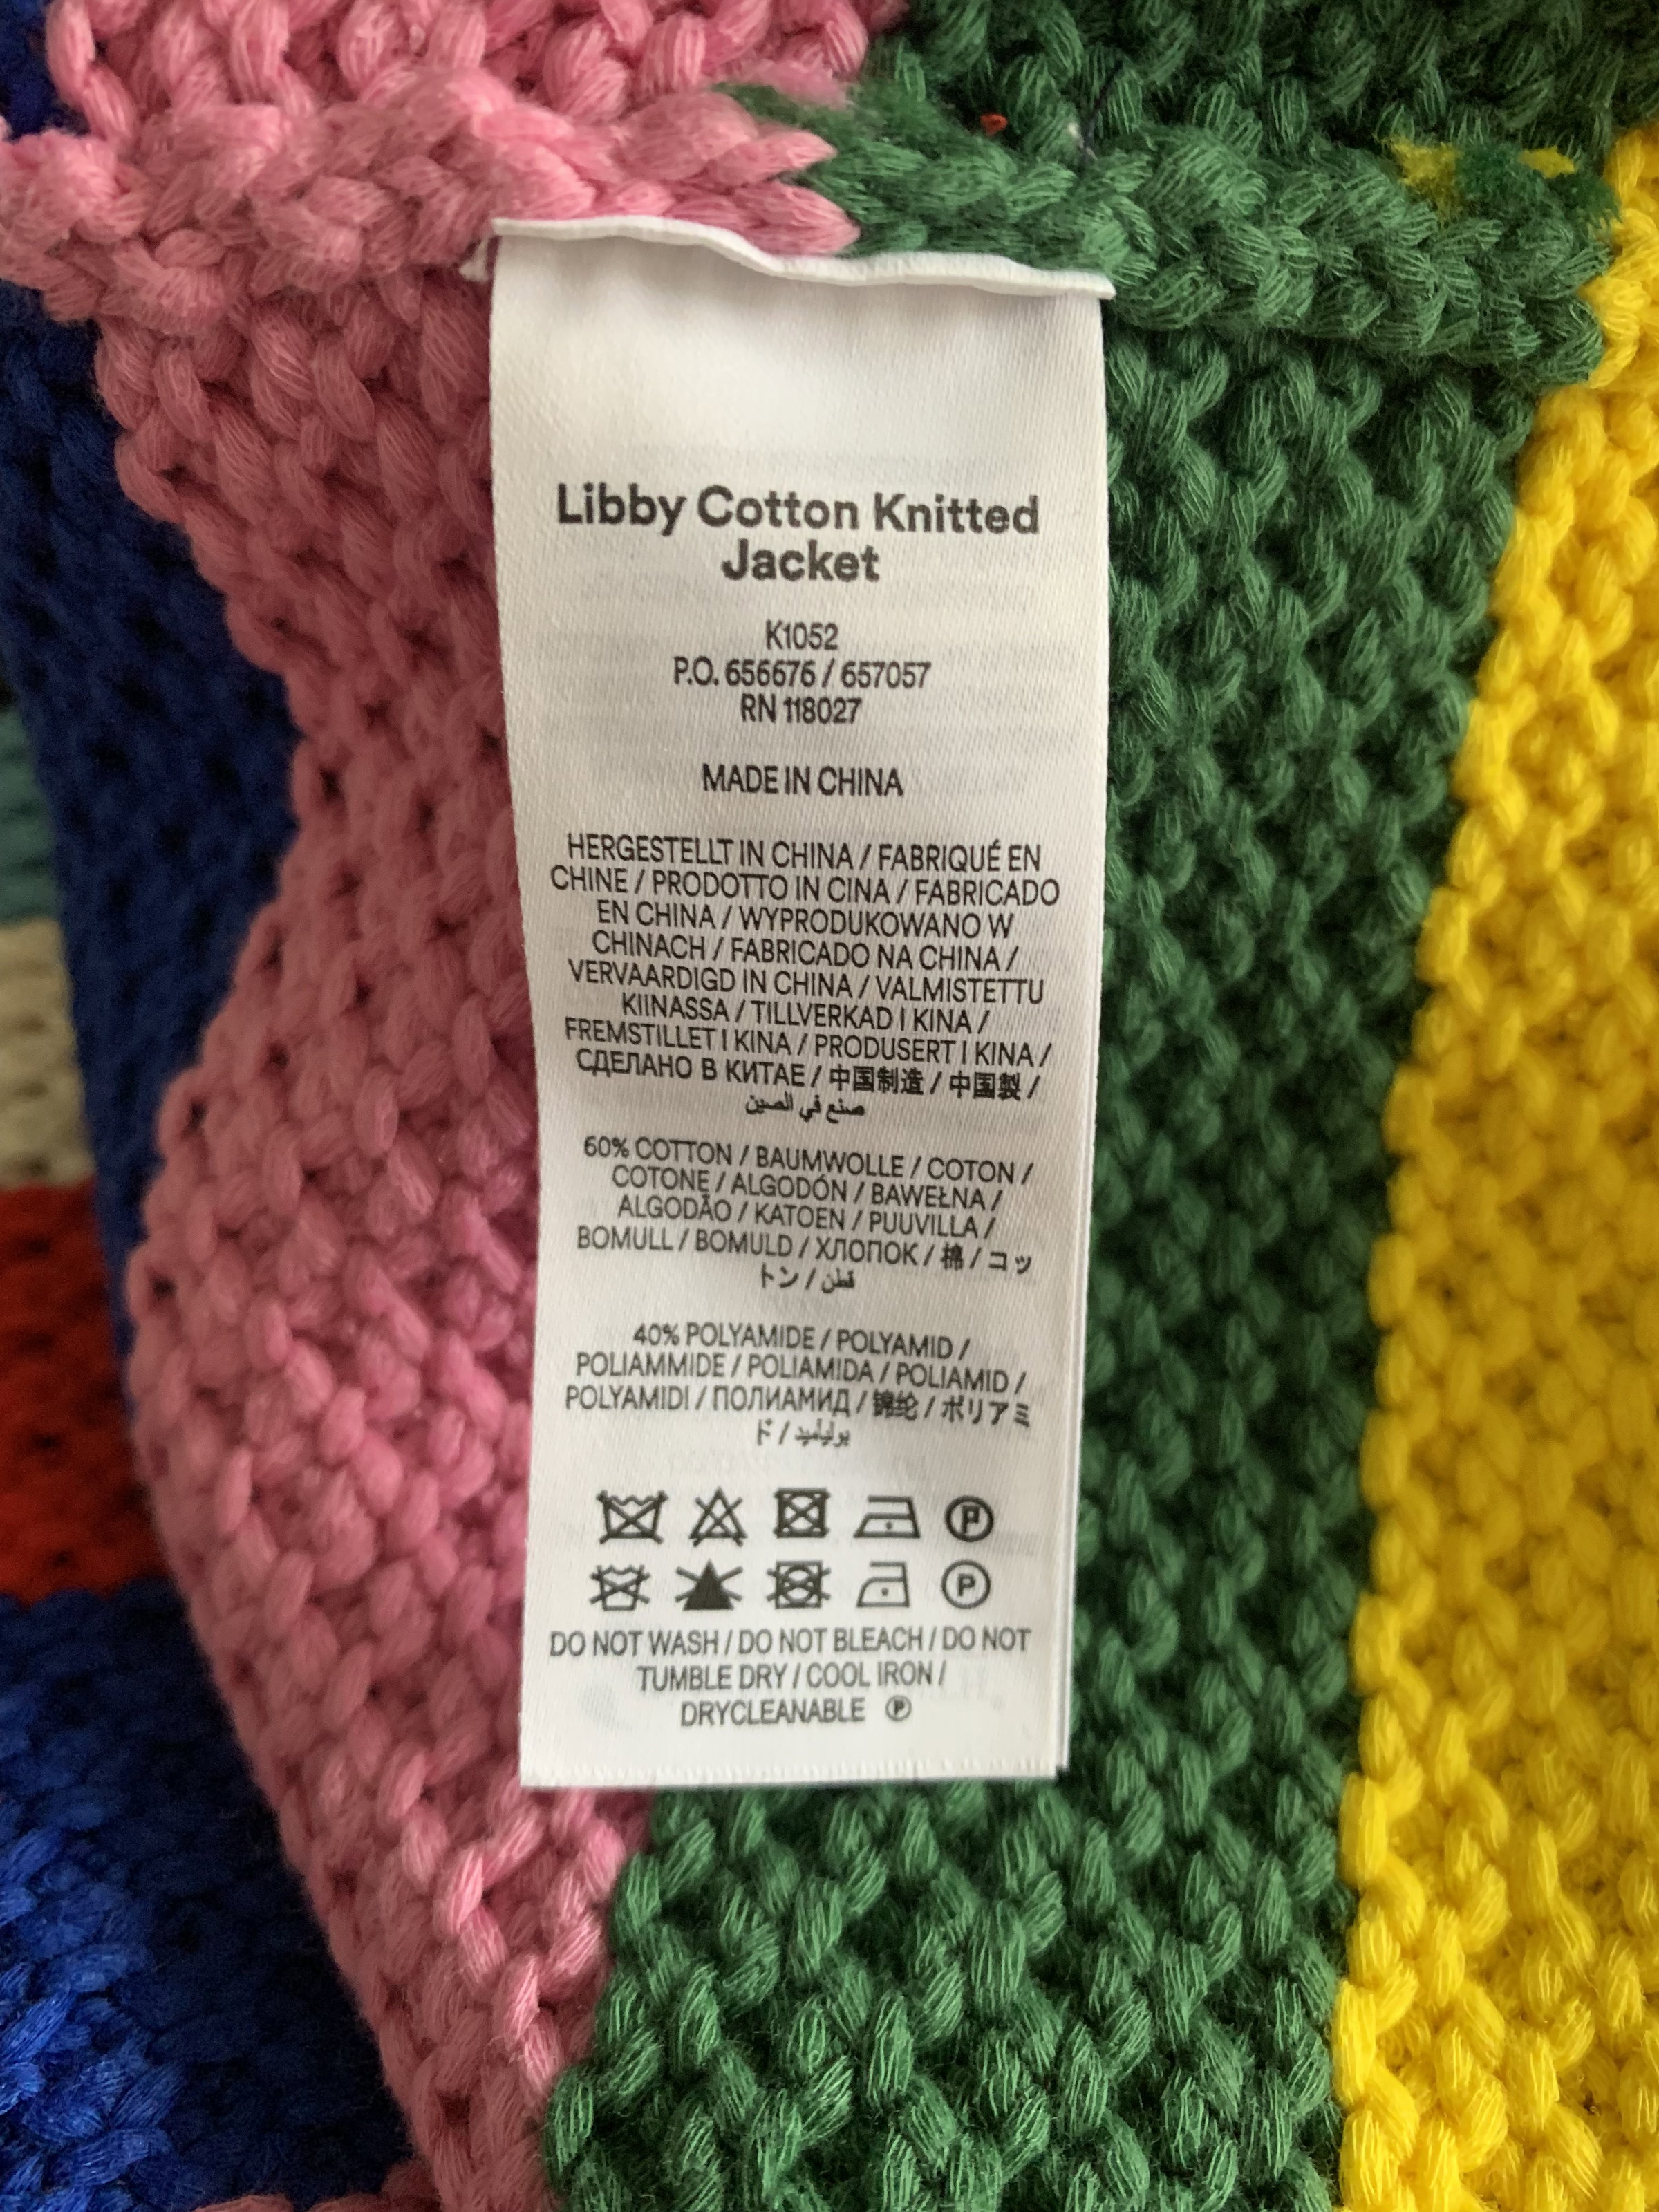 Libby Cotton Knitted
Jacket
K1052
P.O. 656676 / 657057
RN 118027
MADE IN CHINA
HERGESTELLT IN CHINA / FABRIQUÉ EN
CHINE / PRODOTTO IN CINA / FABRICADO
EN CHINA / WYPRODUKOWANO W
CHINACH / FABRICADO NA CHINA /
VERVAARDIGD IN CHINA / VALMISTETTU
KIINASSA / TILLVERKAD I KINA /
FREMSTILLET I KINA / PRODUSERT I KINA /
СДЕЛАНО В КИТАЕ / 中国制造 / 中国製 /
صنع في الصين
60% COTTON / BAUMWOLLE / COTON /
COTONE / ALGODÓN / BAWEŁNA /
ALGODÃO / KATOEN / PUUVILLA /
BOMULL / BOMULD / ХЛОПОК / 棉 / コッ
トン / قطن
40% POLYAMIDE / POLYAMID /
POLIAMMIDE / POLIAMIDA / POLIAMID /
POLYAMIDI / ПОЛИАМИД / 锦纶 / ポリアミ
ド / بولياميد
P
P
DO NOT WASH / DO NOT BLEACH / DO NOT
TUMBLE DRY / COOL IRON /
DRYCLEANABLE Ⓟ